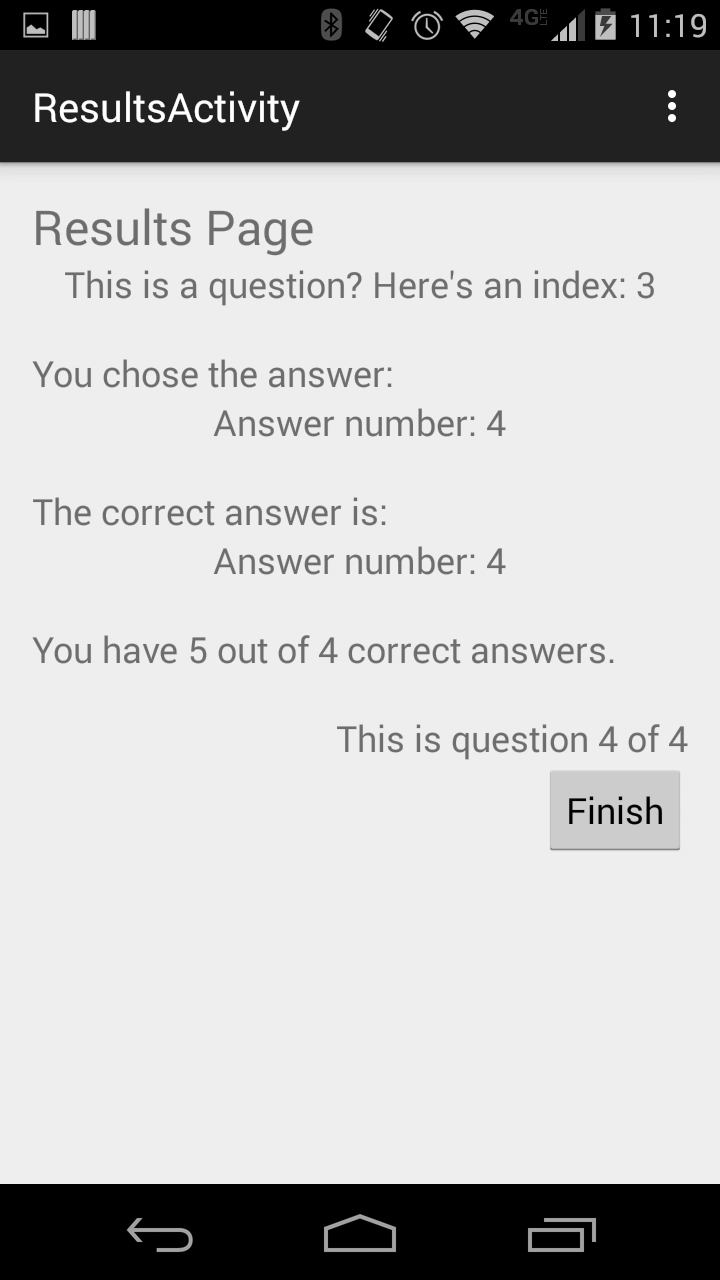 4G LTE 11:19
ResultsActivity
Results Page
This is a question? Here's an index: 3
You chose the answer:
Answer number: 4
The correct answer is:
Answer number: 4
You have 5 out of 4 correct answers.
This is question 4 of 4
Finish